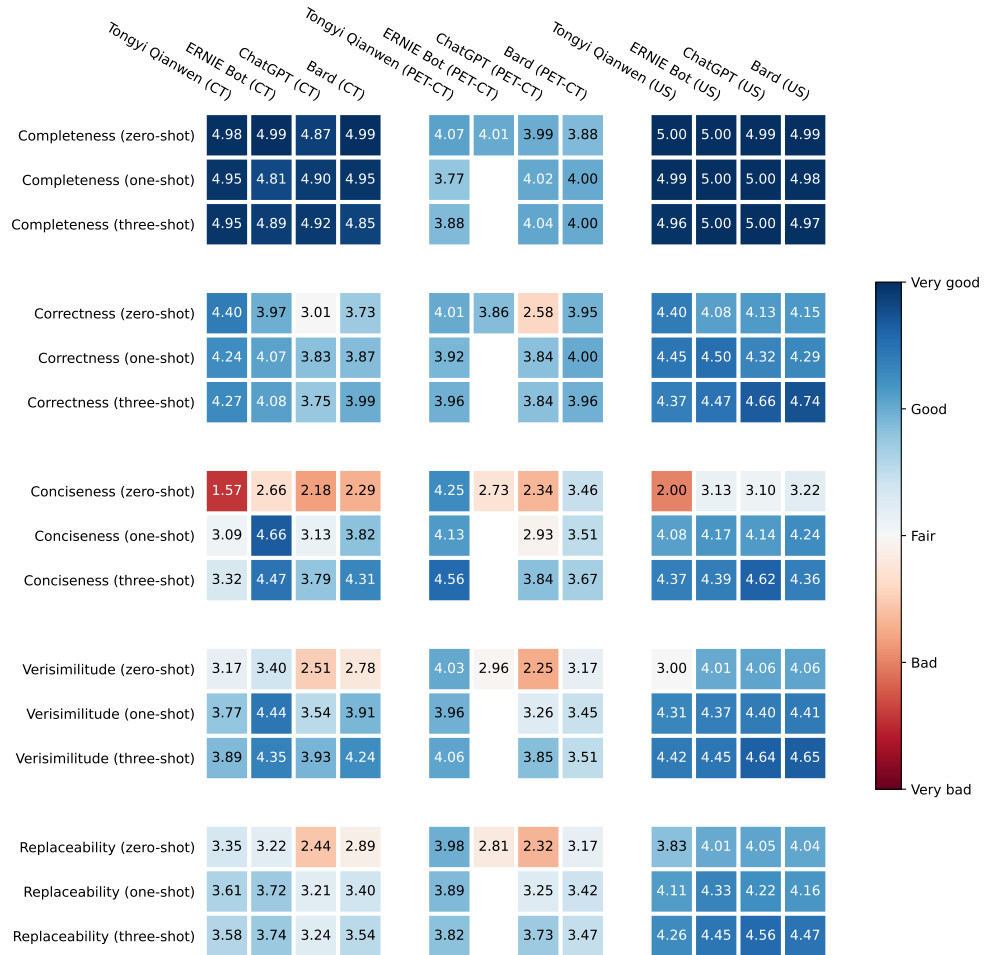 Tongyi Qianwen (CT)
ERNIE Bot (CT)
ChatGPT (CT)
Bard (CT)
Tongyi Qianwen (PET-CT)
ERNIE Bot (PET-CT)
ChatGPT (PET-CT)
Bard (PET-CT)
Tongyi Qianwen (US)
ERNIE Bot (US)
ChatGPT (US)
Bard (US)
Completeness (zero-shot) 4.98 4.99 4.87 4.99 4.07 4.01 3.99 3.88 5.00 5.00 4.99 4.99
Completeness (one-shot) 4.95 4.81 4.90 4.95 3.77 4.02 4.00 4.99 5.00 5.00 4.98
Completeness (three-shot) 4.95 4.89 4.92 4.85 3.88 4.04 4.00 4.96 5.00 5.00 4.97
Very good
Correctness (zero-shot) 4.40 3.97 3.01 3.73 4.01 3.86 2.58 3.95 4.40 4.08 4.13 4.15
Correctness (one-shot) 4.24 4.07 3.83 3.87 3.92 3.84 4.00 4.45 4.50 4.32 4.29
Correctness (three-shot) 4.27 4.08 3.75 3.99 3.96 3.84 3.96 4.37 4.47 4.66 4.74
Good
Conciseness (zero-shot) 1.57 2.66 2.18 2.29 4.25 2.73 2.34 3.46 2.00 3.13 3.10 3.22
Conciseness (one-shot) 3.09 4.66 3.13 3.82 4.13 2.93 3.51 4.08 4.17 4.14 4.24
Fair
Conciseness (three-shot) 3.32 4.47 3.79 4.31 4.56 3.84 3.67 4.37 4.39 4.62 4.36
Verisimilitude (zero-shot) 3.17 3.40 2.51 2.78 4.03 2.96 2.25 3.17 3.00 4.01 4.06 4.06
Bad
Verisimilitude (one-shot) 3.77 4.44 3.54 3.91 3.96 3.26 3.45 4.31 4.37 4.40 4.41
Verisimilitude (three-shot) 3.89 4.35 3.93 4.24 4.06 3.85 3.51 4.42 4.45 4.64 4.65
Very bad
Replaceability (zero-shot) 3.35 3.22 2.44 2.89 3.98 2.81 2.32 3.17 3.83 4.01 4.05 4.04
Replaceability (one-shot) 3.61 3.72 3.21 3.40 3.89 3.25 3.42 4.11 4.33 4.22 4.16
Replaceability (three-shot) 3.58 3.74 3.24 3.54 3.82 3.73 3.47 4.26 4.45 4.56 4.47